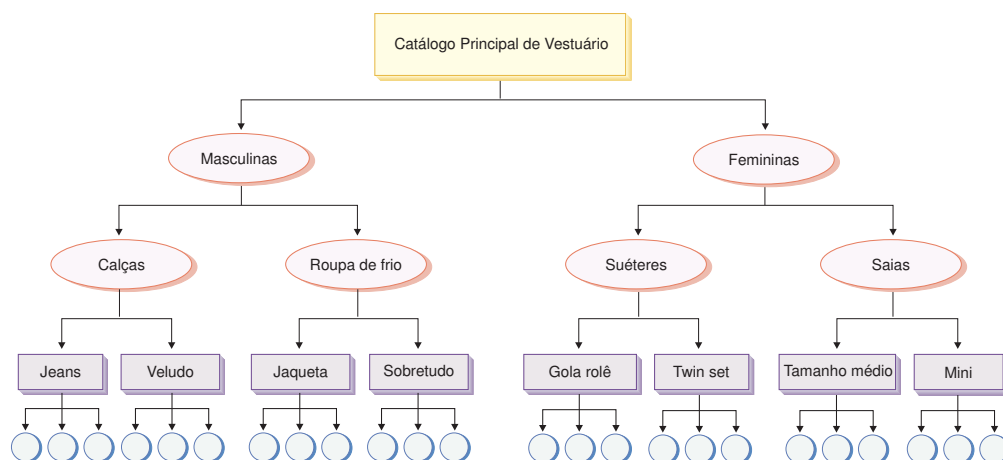 Catálogo Principal de Vestuário
Masculinas
Femininas
Calças
Roupa de frio
Suéteres
Saias
Jeans
Veludo
Jaqueta
Sobretudo
Gola rolê
Twin set
Tamanho médio
Mini